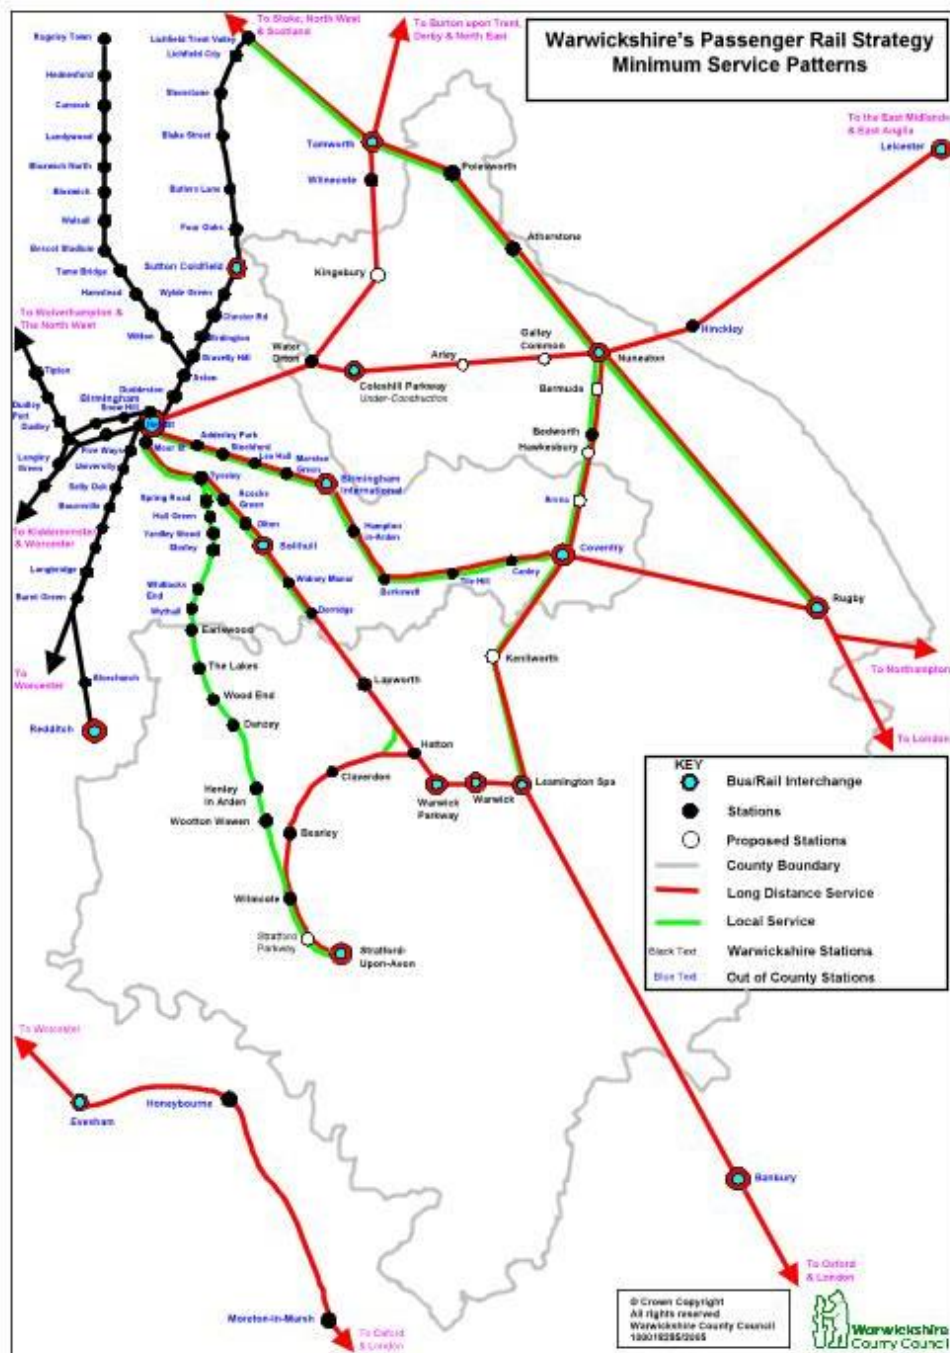 Warwickshire's Passenger Rail Strategy
Minimum Service Patterns
To Stoke, North West
& Scotland
To Burton upon Trent,
Derby & North East
To the East Midlands
& East Anglia
Leicester
Rugeley Town
Hednesford
Cannock
Landywood
Bloxwich North
Bloxwich
Walsall
Bescot Stadium
Tame Bridge
Hamstead
Witton
Lichfield Trent Valley
Lichfield City
Shenstone
Blake Street
Butlers Lane
Four Oaks
Sutton Coldfield
Wylde Green
Chester Rd
Erdington
Gravelly Hill
Aston
Duddeston
Tamworth
Wilnecote
Kingsbury
Water
Orton
Polesworth
Atherstone
Galley
Common
Arley
Nuneaton
Hinckley
Coleshill Parkway
Under-Construction
Bermuda
Bedworth
Hawkesbury
Arena
To Wolverhampton &
The North West
Tipton
Dudley
Port
Langley
Green
Birmingham
Snow Hill
Moor St
Five Ways
University
Selly Oak
Bournville
Longbridge
Barnt Green
To Kidderminster
& Worcester
To
Worcester
Alvechurch
Redditch
Adderley Park
Stechford
Lea Hall
Marston
Green
Birmingham
International
Hampton
in-Arden
Berkswell
Tile Hill
Canley
Coventry
Tyseley
Spring Road
Hall Green
Yardley Wood
Shirley
Whitlocks
End
Wythall
Earlswood
The Lakes
Wood End
Danzey
Henley
in Arden
Wootton Wawen
Acocks
Green
Olton
Solihull
Widney Manor
Dorridge
Lapworth
Hatton
Claverdon
Bearley
Wilmcote
Stratford
Parkway
Stratford-
Upon-Avon
Warwick
Parkway
Warwick
Leamington Spa
Kenilworth
Rugby
To Northampton
To London
KEY
Bus/Rail Interchange
Stations
Proposed Stations
County Boundary
Long Distance Service
Local Service
Black Text Warwickshire Stations
Blue Text Out of County Stations
To Worcester
Evesham
Honeybourne
Moreton-in-Marsh
To Oxford
& London
Banbury
To Oxford
& London
© Crown Copyright
All rights reserved
Warwickshire County Council
Warwickshire
County Council